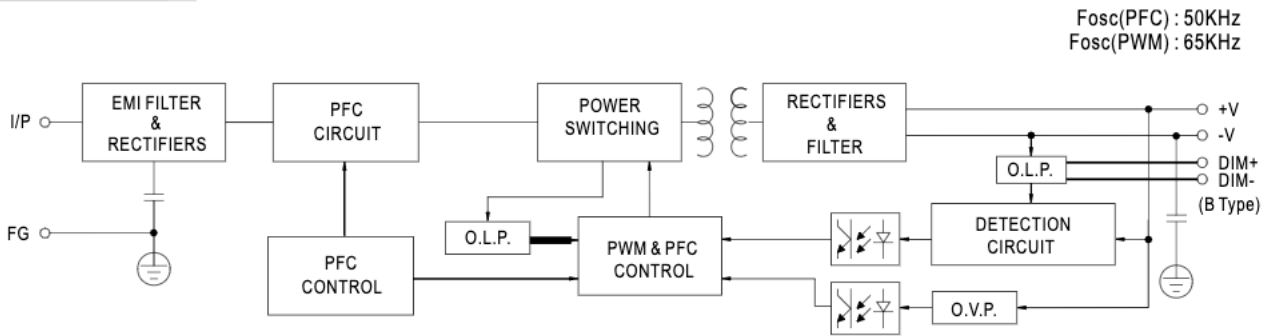 Fosc(PFC) : 50KHz
Fosc(PWM) : 65KHz
I/P
EMI FILTER
&
RECTIFIERS
PFC
CIRCUIT
POWER
SWITCHING
RECTIFIERS
&
FILTER
+V
-V
O.L.P.
DIM+
DIM-
(B Type)
FG
PFC
CONTROL
O.L.P.
PWM & PFC
CONTROL
DETECTION
CIRCUIT
O.V.P.